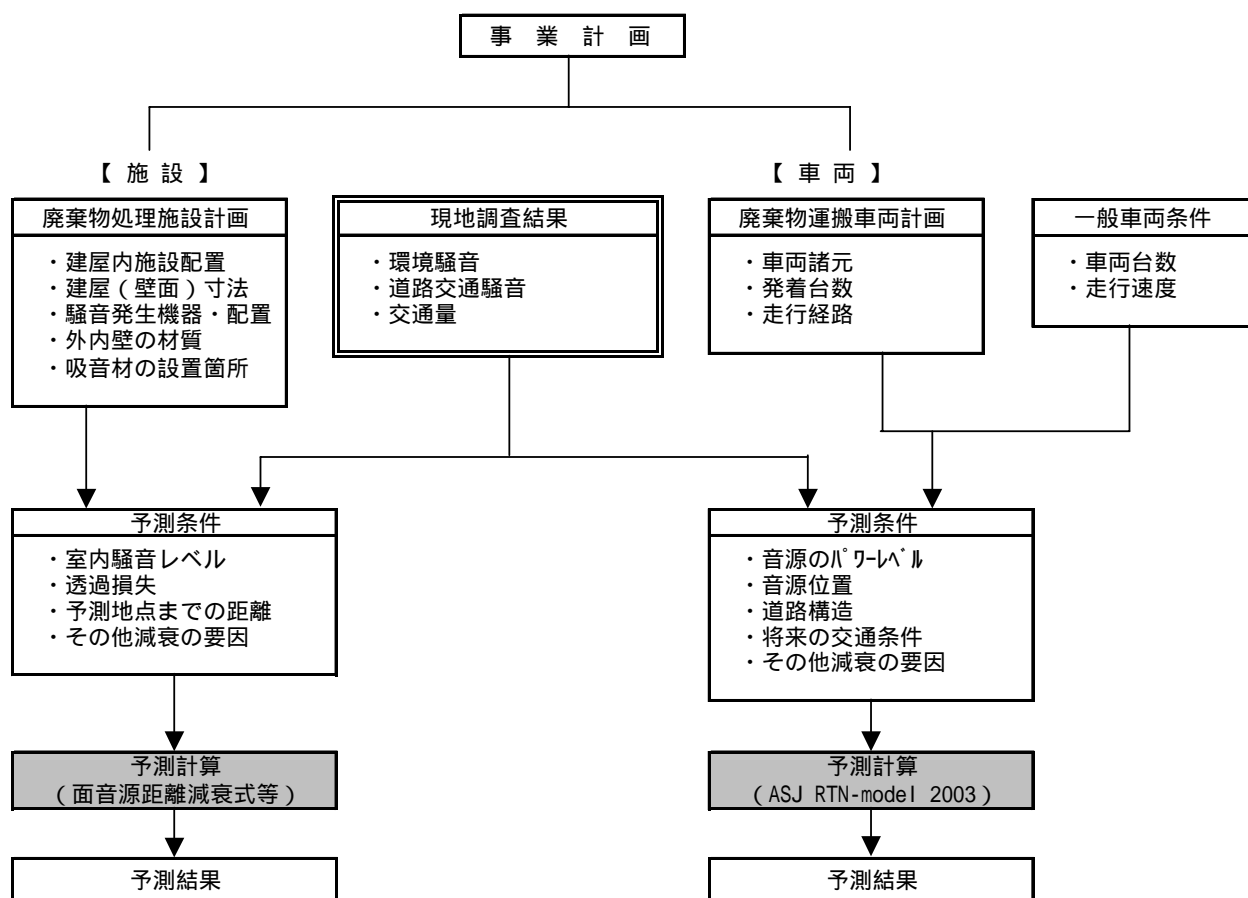 事 業 計 画
【 施 設 】
【 車 両 】
廃棄物処理施設計画
・建屋内施設配置
・建屋（壁面）寸法
・騒音発生機器・配置
・外内壁の材質
・吸音材の設置箇所
現地調査結果
・環境騒音
・道路交通騒音
・交通量
廃棄物運搬車両計画
・車両諸元
・発着台数
・走行経路
一般車両条件
・車両台数
・走行速度
予測条件
・室内騒音レベル
・透過損失
・予測地点までの距離
・その他減衰の要因
予測条件
・音源のﾊﾟﾜｰﾚﾍﾞﾙ
・音源位置
・道路構造
・将来の交通条件
・その他減衰の要因
予測計算
（面音源距離減衰式等）
予測計算
（ASJ RTN-model 2003）
予測結果
予測結果